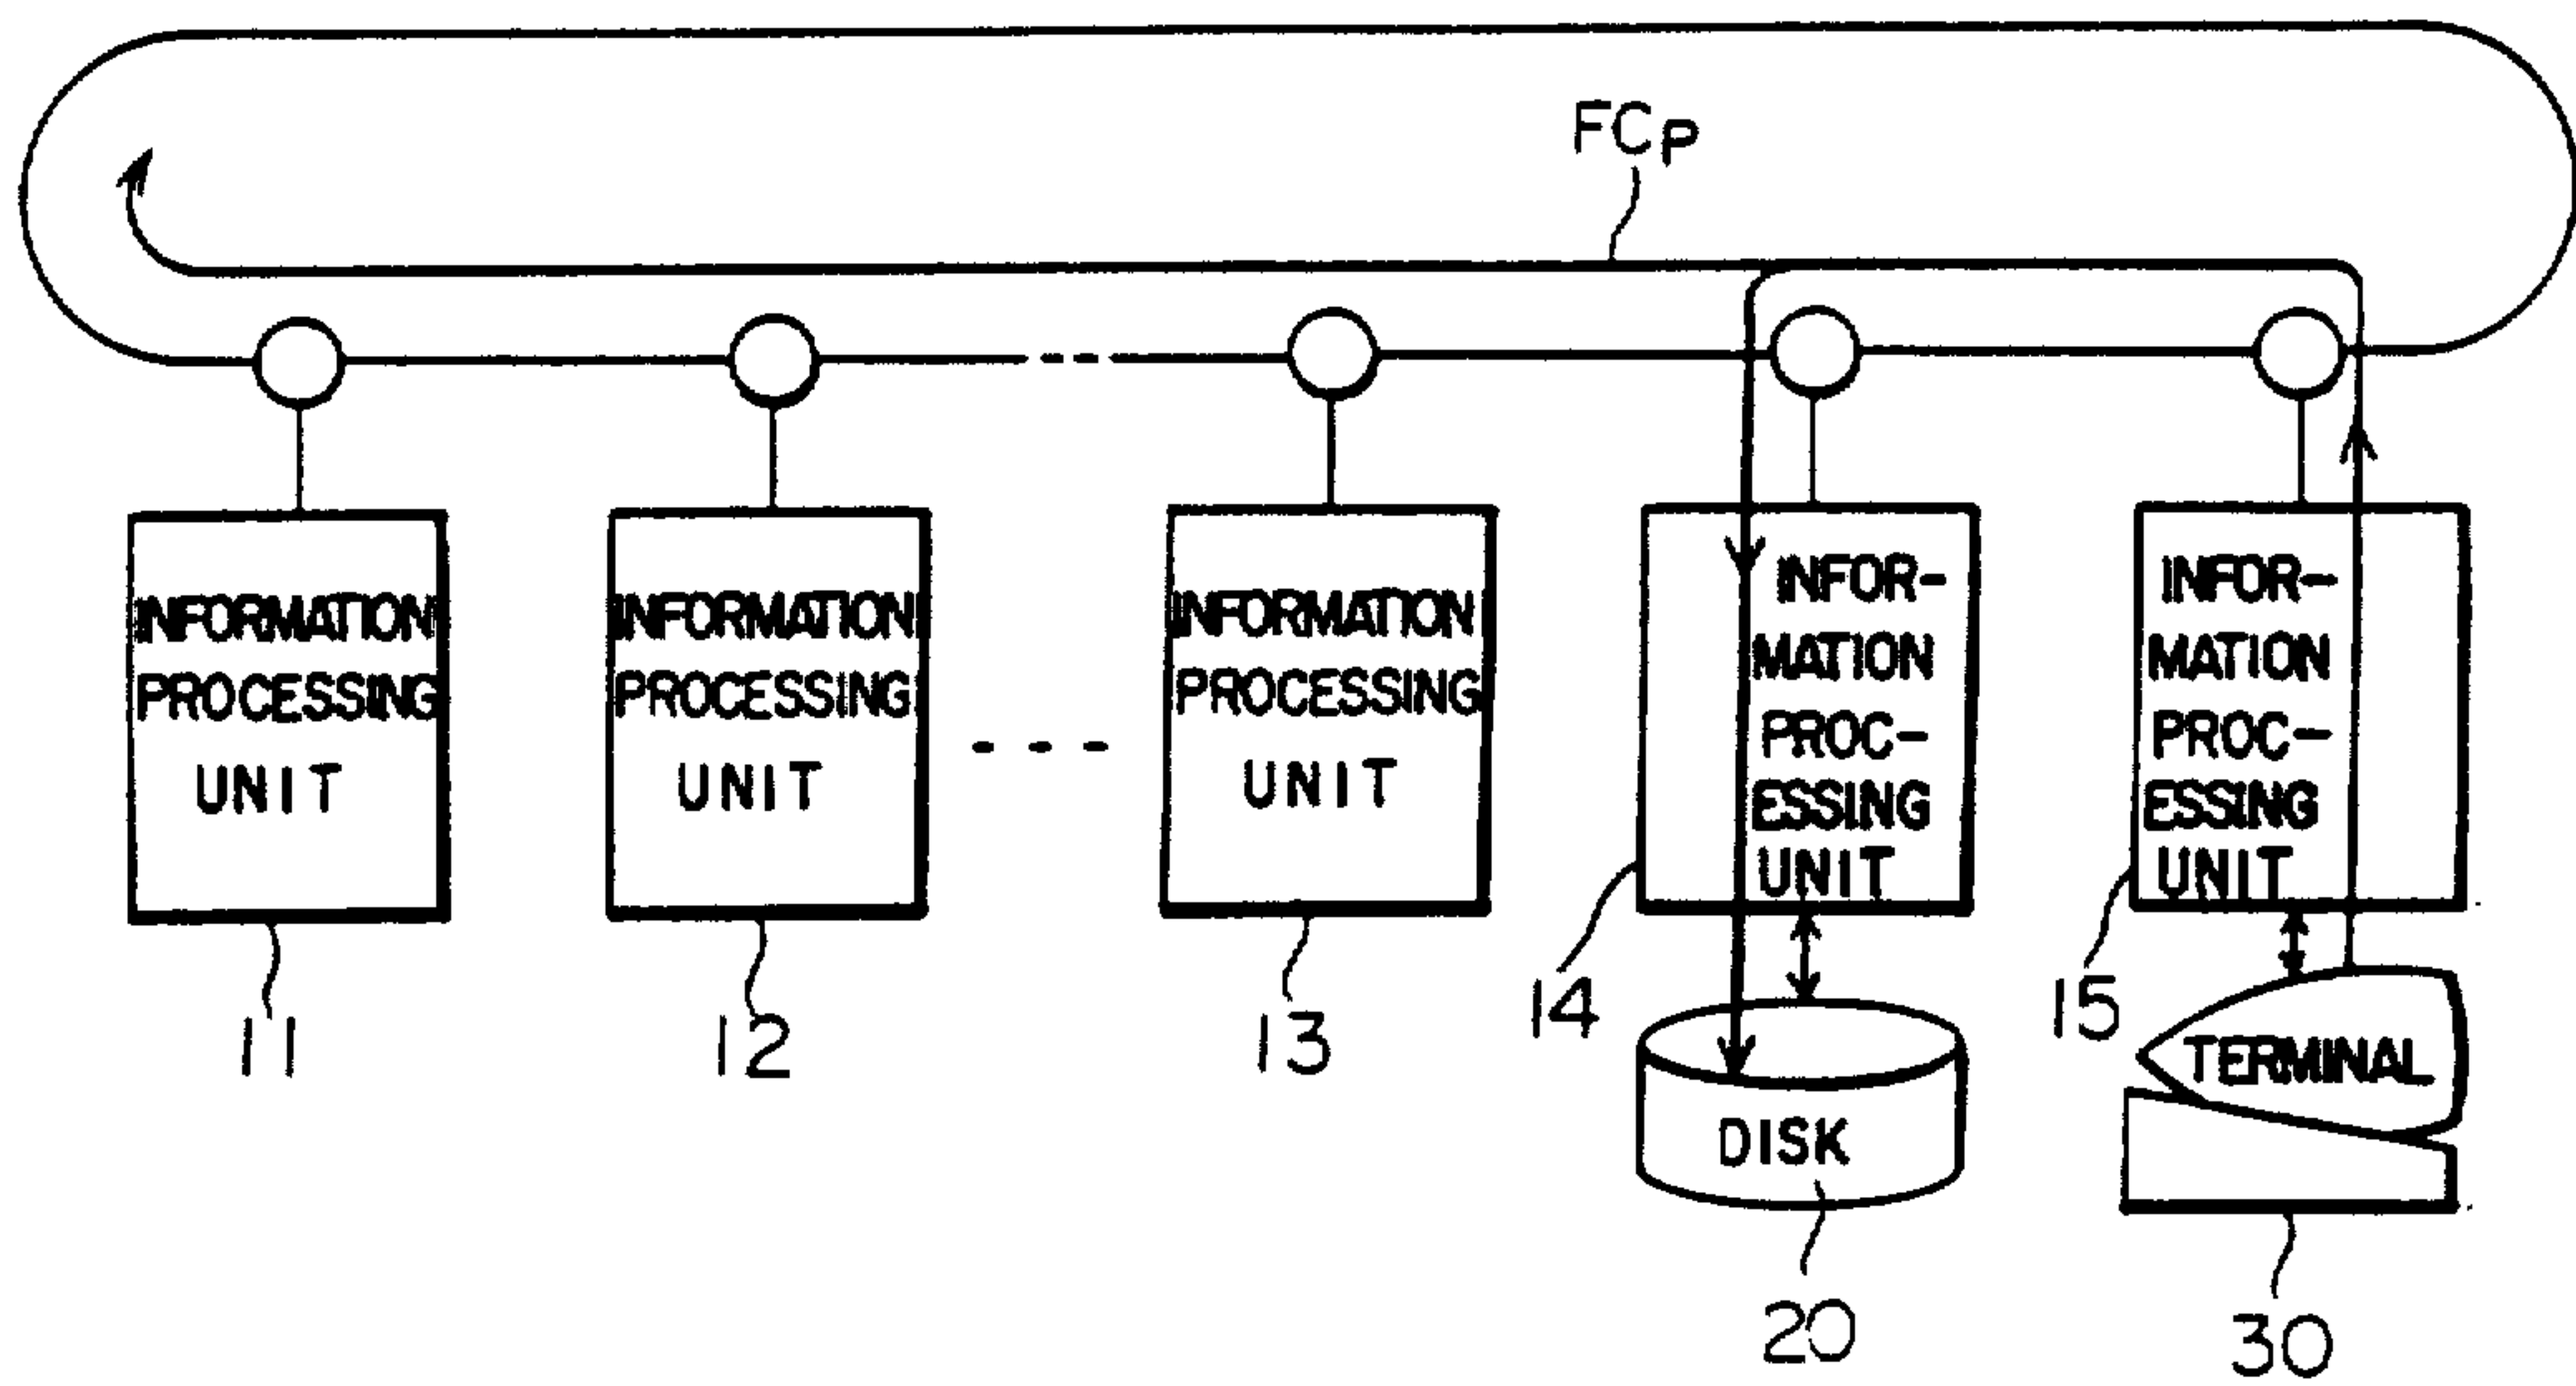 FCP
INFORMATION
PROCESSING
UNIT
INFORMATION
PROCESSING
UNIT
- - -
INFORMATION
PROCESSING
UNIT
INFOR-
MATION
PROC-
ESSING
UNIT
INFOR-
MATION
PROC-
ESSING
UNIT
11
12
13
14
15
DISK
TERMINAL
20
30